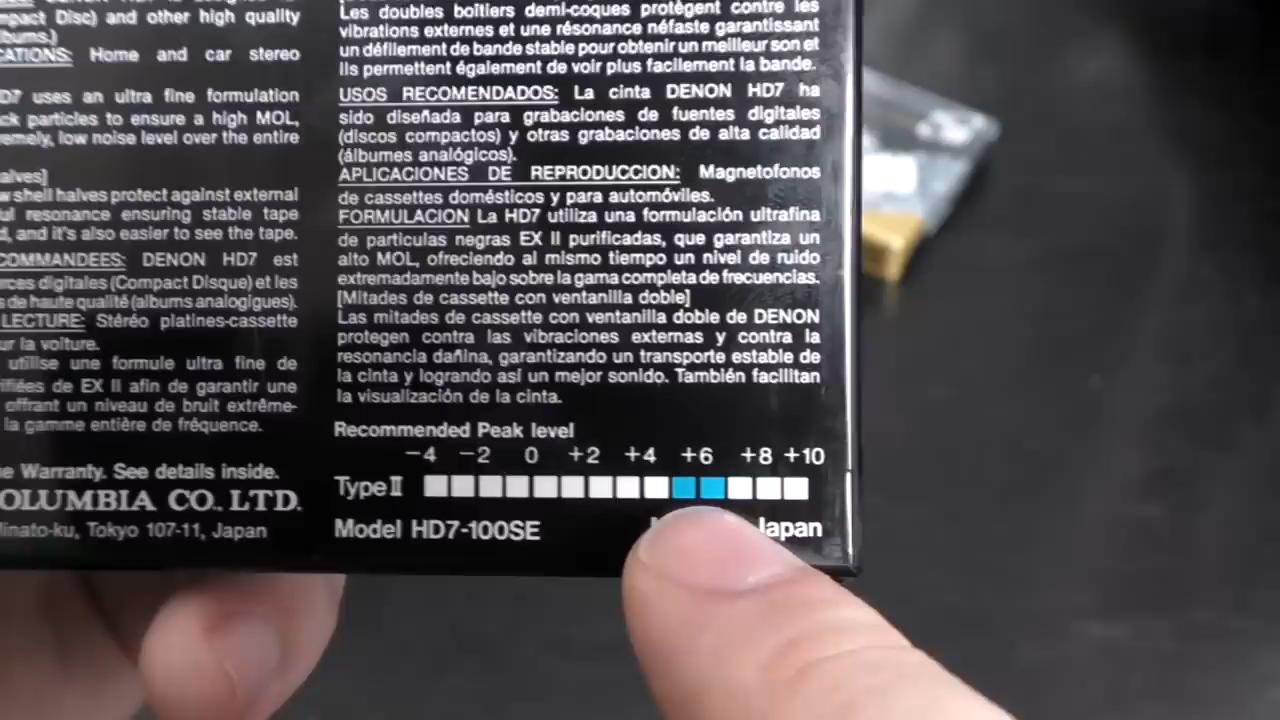 mpact Disc) and other high quality
bums.)
CATIONS: Home and car stereo
D7 uses an ultra fine formulation
ck particles to ensure a high MOL,
remely, low noise level over the entire
alves]
w shell halves protect against external
ul resonance ensuring stable tape
d, and it's also easier to see the tape.
COMMANDEES: DENON HD7 est
rces digitales (Compact Disque) et les
s de haute qualité (albums analogigues).
LECTURE: Stéréo platines-cassette
ur la voiture.
utilise une formule ultra fine de
ifiées de EX II afin de garantir une
offrant un niveau de bruit extrême-
la gamme entière de fréquence.
e Warranty. See details inside.
OLUMBIA CO., LTD.
Minato-ku, Tokyo 107-11, Japan
Les doubles boîtiers demi-coques protègent contre les
vibrations externes et une résonance néfaste garantissant
un défilement de bande stable pour obtenir un meilleur son et
ils permettent également de voir plus facilement la bande.
USOS RECOMENDADOS: La cinta DENON HD7 ha
sido diseñada para grabaciones de fuentes digitales
(discos compactos) y otras grabaciones de alta calidad
(álbumes analógicos).
APLICACIONES DE REPRODUCCION: Magnetofonos
de cassettes domésticos y para automóviles.
FORMULACION La HD7 utiliza una formulación ultrafina
de particulas negras EX II purificadas, que garantiza un
alto MOL, ofreciendo al mismo tiempo un nivel de ruido
extremadamente bajo sobre la gama completa de frecuencias.
[Mitades de cassette con ventanilla doble]
Las mitades de cassette con ventanilla doble de DENON
protegen contra las vibraciones externas y contra la
resonancia dañina, garantizando un transporte estable de
la cinta y logrando así un mejor sonido. También facilitan
la visualización de la cinta.
Recommended Peak level
-4 -2 0 +2 +4 +6 +8 +10
Type II
Model HD7-100SE Japan